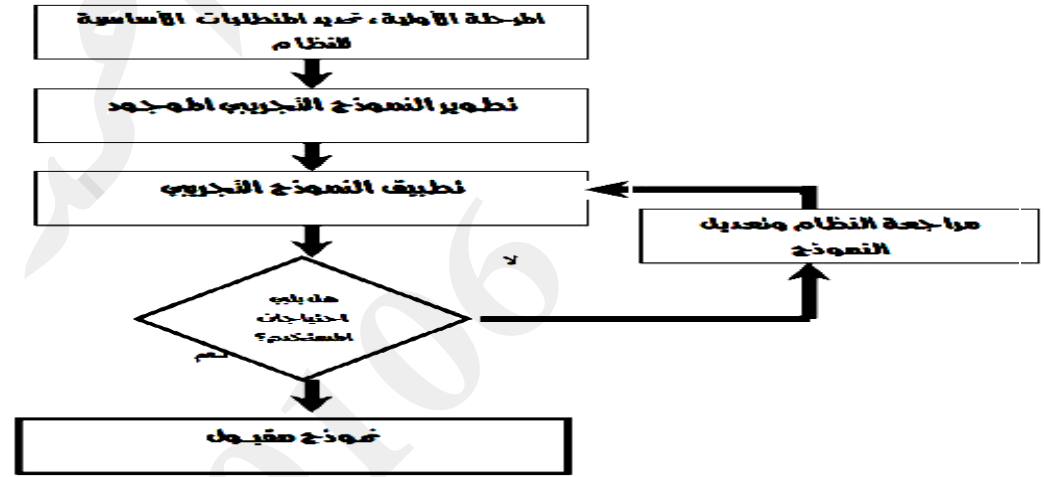 المرحلة الأولية، تحديد المتطلبات الأساسية
للنظام
تطوير النموذج التجريبي الموجود
تطبيق النموذج التجريبي
مراجعة النظام وتعديل
النموذج
لا
هل يلبي
احتياجات
المستخدم؟
نعم
نموذج مقبول